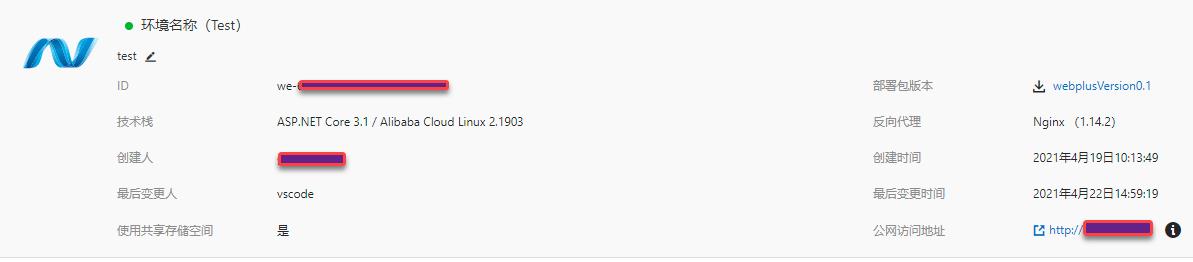 环境名称（Test）
test
ID we-
部署包版本 webplusVersion0.1
技术栈 ASP.NET Core 3.1 / Alibaba Cloud Linux 2.1903
反向代理 Nginx （1.14.2）
创建人
创建时间 2021年4月19日10:13:49
最后变更人 vscode
最后变更时间 2021年4月22日14:59:19
使用共享存储空间 是
公网访问地址 http://